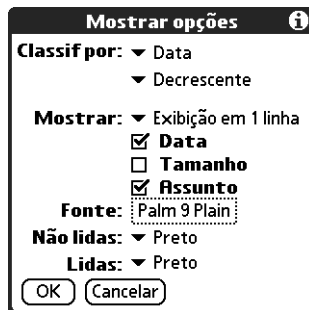 Mostrar opções
Classif por: Data
Decrescente
Mostrar: Exibição em 1 linha
Data
Tamanho
Assunto
Fonte: Palm 9 Plain
Não lidas: Preto
Lidas: Preto
OK Cancelar